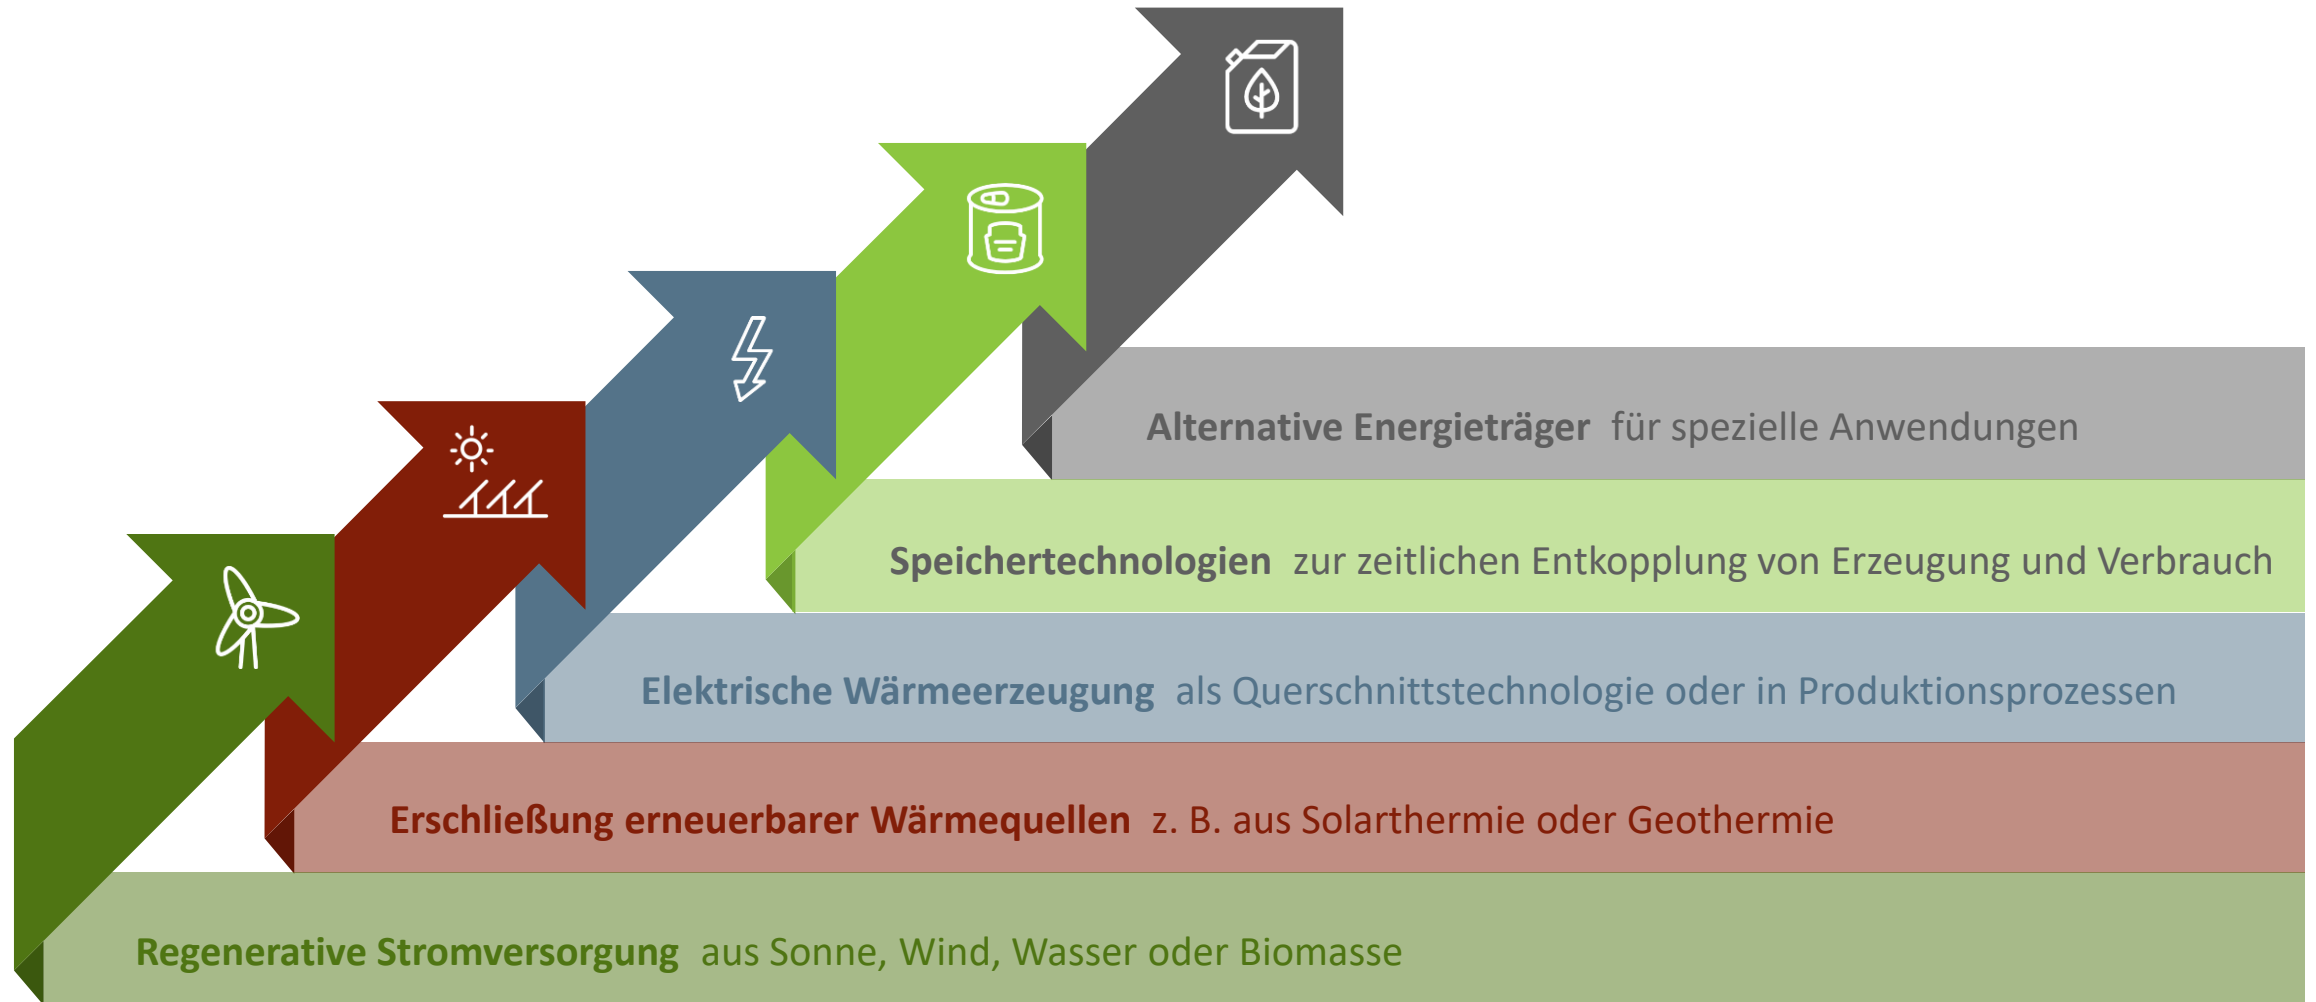 Alternative Energieträger für spezielle Anwendungen
Speichertechnologien zur zeitlichen Entkopplung von Erzeugung und Verbrauch
Elektrische Wärmeerzeugung als Querschnittstechnologie oder in Produktionsprozessen
Erschließung erneuerbarer Wärmequellen z. B. aus Solarthermie oder Geothermie
Regenerative Stromversorgung aus Sonne, Wind, Wasser oder Biomasse